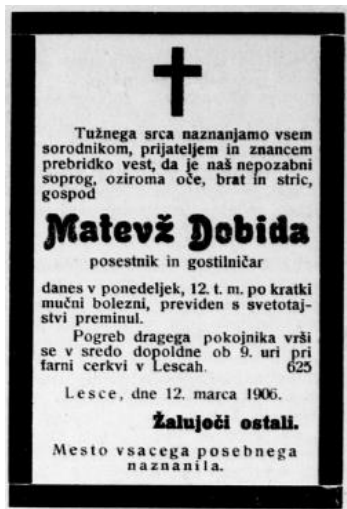 Tužnega srca naznanjamo vsem
sorodnikom, prijateljem in znancem
prebridko vest, da je naš nepozabni
soprog, oziroma oče, brat in stric,
gospod
Matevž Dobida
posestnik in gostilničar
danes v ponedeljek, 12. t. m. po kratki
mučni bolezni, previden s svetotaj-
stvi preminul.
Pogreb dragega pokojnika vrši
se v sredo dopoldne ob 9. uri pri
farni cerkvi v Lescah. 625
Lesce, dne 12. marca 1906.
Žalujoči ostali.
Mesto vsacega posebnega
naznanila.